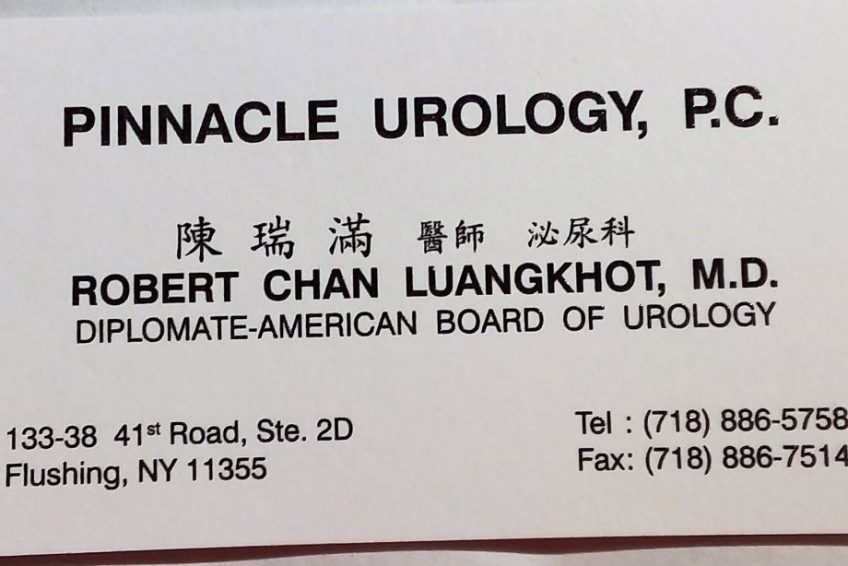 PINNACLE UROLOGY, P.C.
陳瑞滿 醫師 泌尿科
ROBERT CHAN LUANGKHOT, M.D.
DIPLOMATE-AMERICAN BOARD OF UROLOGY
133-38 41st Road, Ste. 2D
Flushing, NY 11355
Tel : (718) 886-5758
Fax: (718) 886-7514